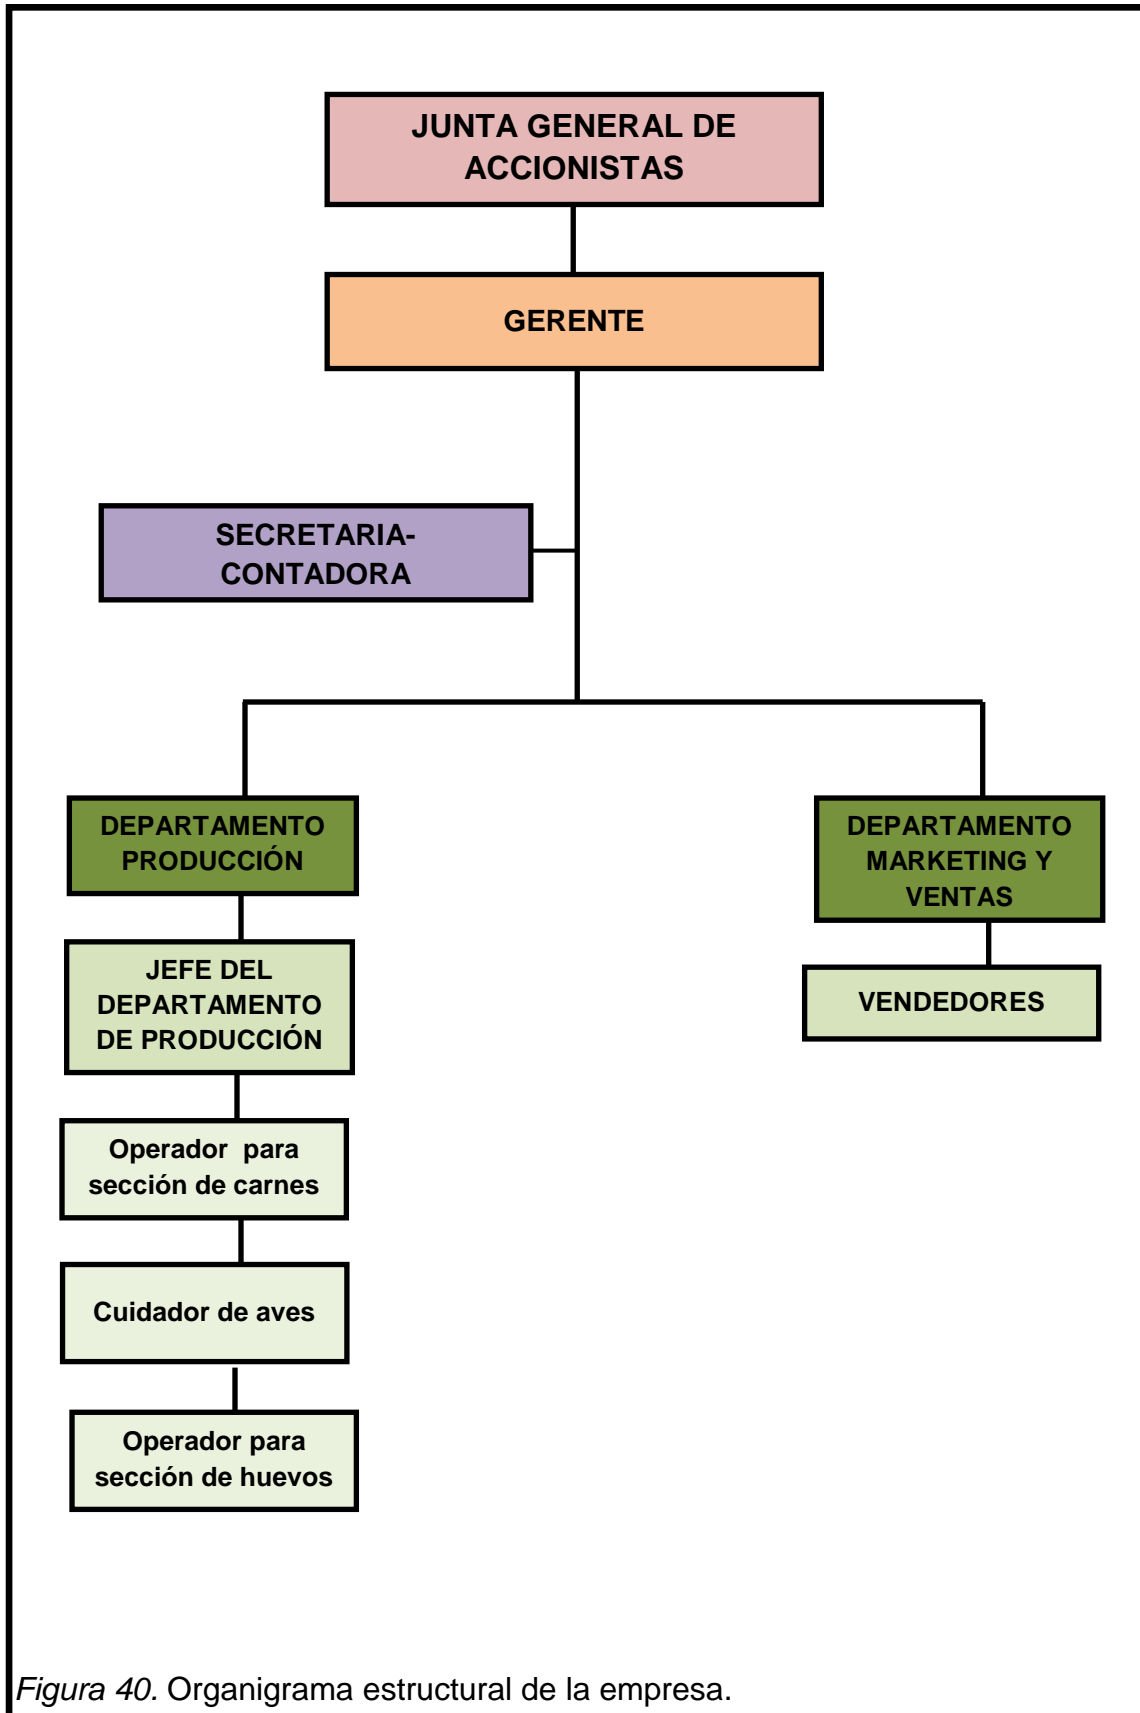 JUNTA GENERAL DE
ACCIONISTAS
GERENTE
SECRETARIA-
CONTADORA
DEPARTAMENTO
PRODUCCIÓN
DEPARTAMENTO
MARKETING Y
VENTAS
JEFE DEL
DEPARTAMENTO
DE PRODUCCIÓN
VENDEDORES
Operador para
sección de carnes
Cuidador de aves
Operador para
sección de huevos
Figura 40. Organigrama estructural de la empresa.